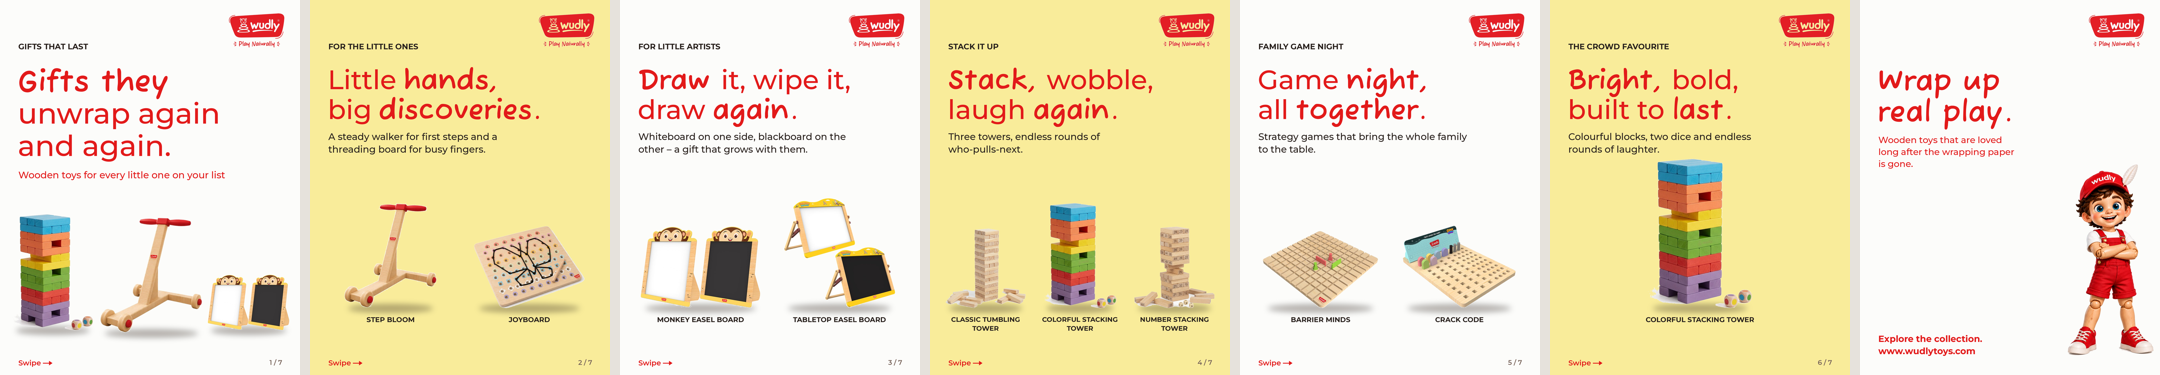 wudly
Play Naturally
GIFTS THAT LAST
Gifts they
unwrap again
and again.
Wooden toys for every little one on your list
Swipe
1 / 7
wudly
Play Naturally
FOR THE LITTLE ONES
Little hands,
big discoveries.
A steady walker for first steps and a
threading board for busy fingers.
STEP BLOOM
JOYBOARD
Swipe
2 / 7
wudly
Play Naturally
FOR LITTLE ARTISTS
Draw it, wipe it,
draw again.
Whiteboard on one side, blackboard on the
other – a gift that grows with them.
MONKEY EASEL BOARD
TABLETOP EASEL BOARD
Swipe
3 / 7
wudly
Play Naturally
STACK IT UP
Stack, wobble,
laugh again.
Three towers, endless rounds of
who-pulls-next.
CLASSIC TUMBLING
TOWER
COLORFUL STACKING
TOWER
NUMBER STACKING
TOWER
Swipe
4 / 7
wudly
Play Naturally
FAMILY GAME NIGHT
Game night,
all together.
Strategy games that bring the whole family
to the table.
BARRIER MINDS
CRACK CODE
Swipe
5 / 7
wudly
Play Naturally
THE CROWD FAVOURITE
Bright, bold,
built to last.
Colourful blocks, two dice and endless
rounds of laughter.
COLORFUL STACKING TOWER
Swipe
6 / 7
wudly
Play Naturally
Wrap up
real play.
Wooden toys that are loved
long after the wrapping paper
is gone.
wudly
Explore the collection.
www.wudlytoys.com